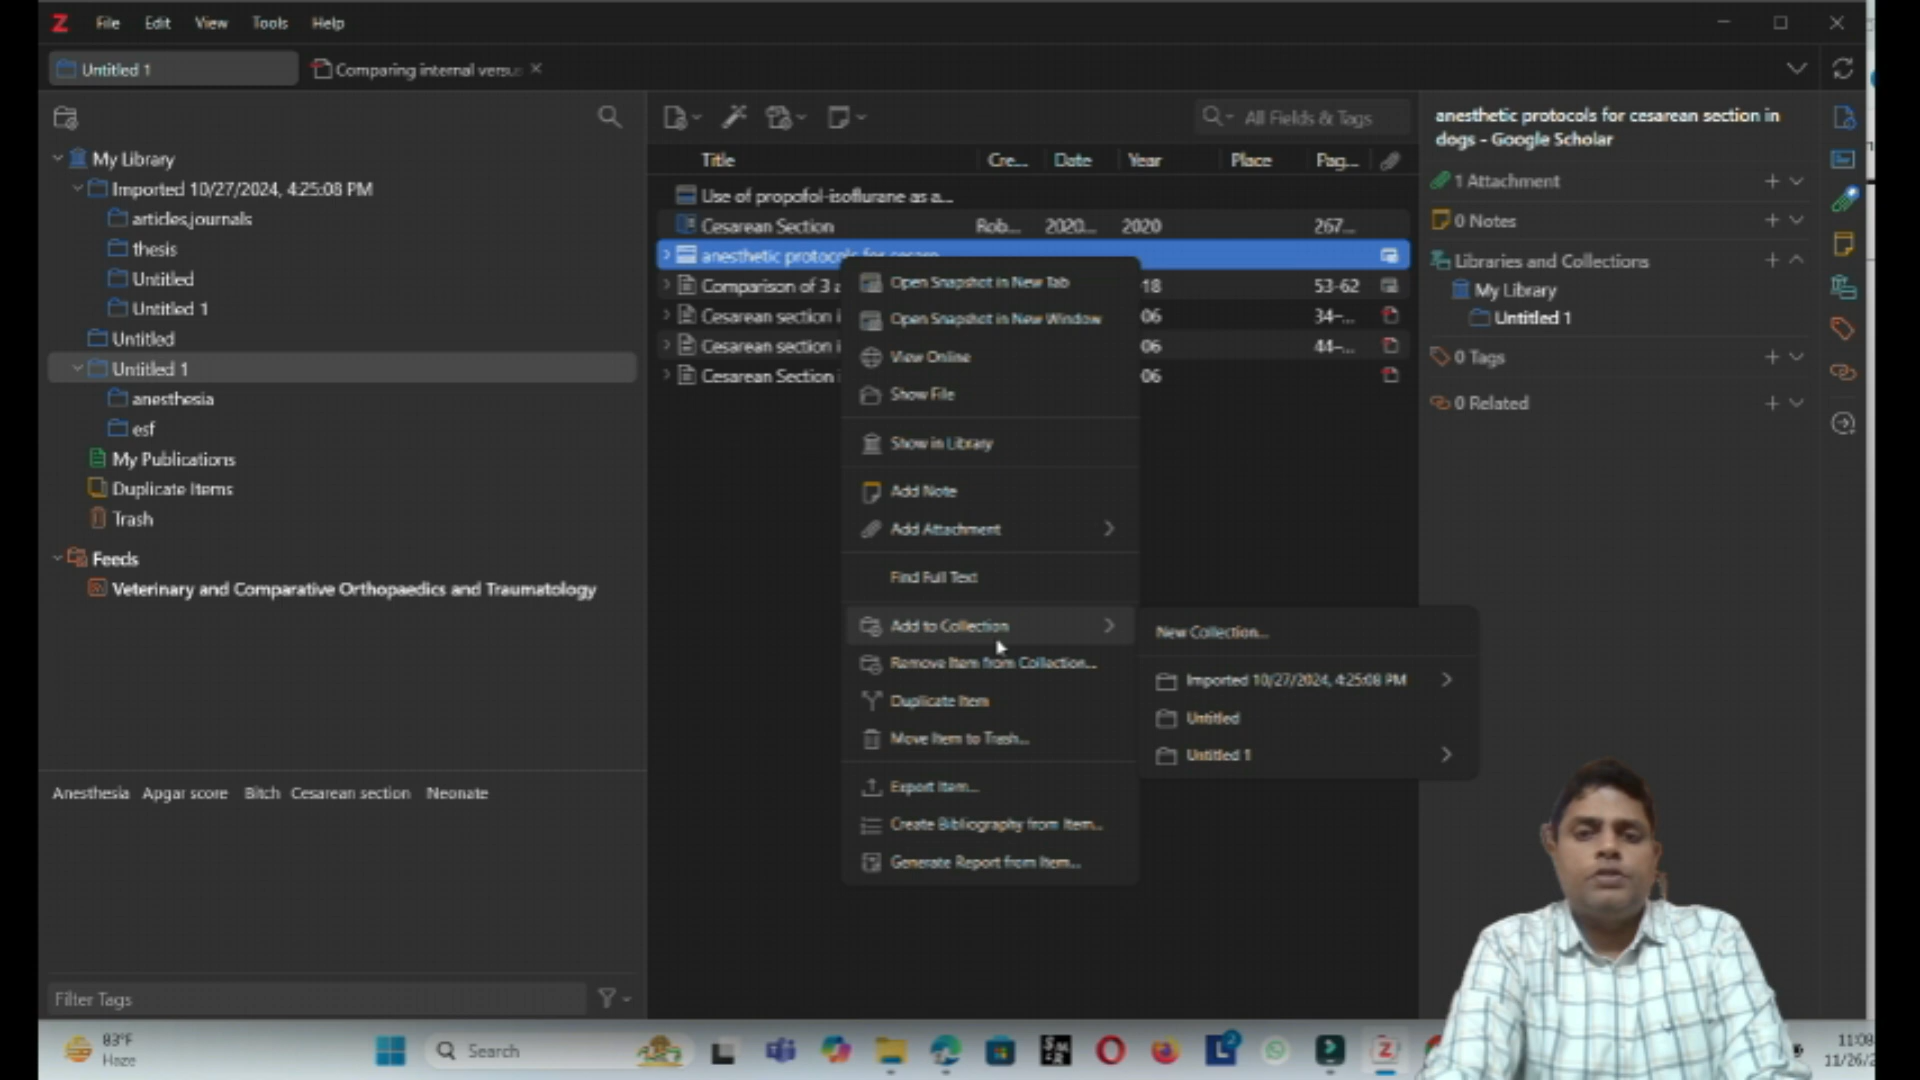 Z File Edit View Tools Help
Untitled 1 Comparing internal versu
All Fields & Tags
My Library
Imported 10/27/2024, 4:25:08 PM
articles,journals
thesis
Untitled
Untitled 1
Untitled
Untitled 1
anesthesia
esf
My Publications
Duplicate Items
Trash
Feeds
Veterinary and Comparative Orthopaedics and Traumatology
Anesthesia Apgar score Bitch Cesarean section Neonate
Filter Tags
Title Cre... Date Year Place Pag...
Use of propofol-isoflurane as a...
Cesarean Section Rob... 2020... 2020 267...
anesthetic protocols for cesare...
Comparison of 3 a 18 53-62
Cesarean section i 06 34-...
Cesarean section i 06 44-...
Cesarean Section i 06
Open Snapshot in New Tab
Open Snapshot in New Window
View Online
Show File
Show in Library
Add Note
Add Attachment
Find Full Text
Add to Collection
Remove Item from Collection...
Duplicate Item
Move Item to Trash...
Export Item...
Create Bibliography from Item...
Generate Report from Item...
New Collection...
Imported 10/27/2024, 4:25:08 PM
Untitled
Untitled 1
anesthetic protocols for cesarean section in
dogs - Google Scholar
1 Attachment
0 Notes
Libraries and Collections
My Library
Untitled 1
0 Tags
0 Related
83°F
Haze
Search
11:08
11/26/2